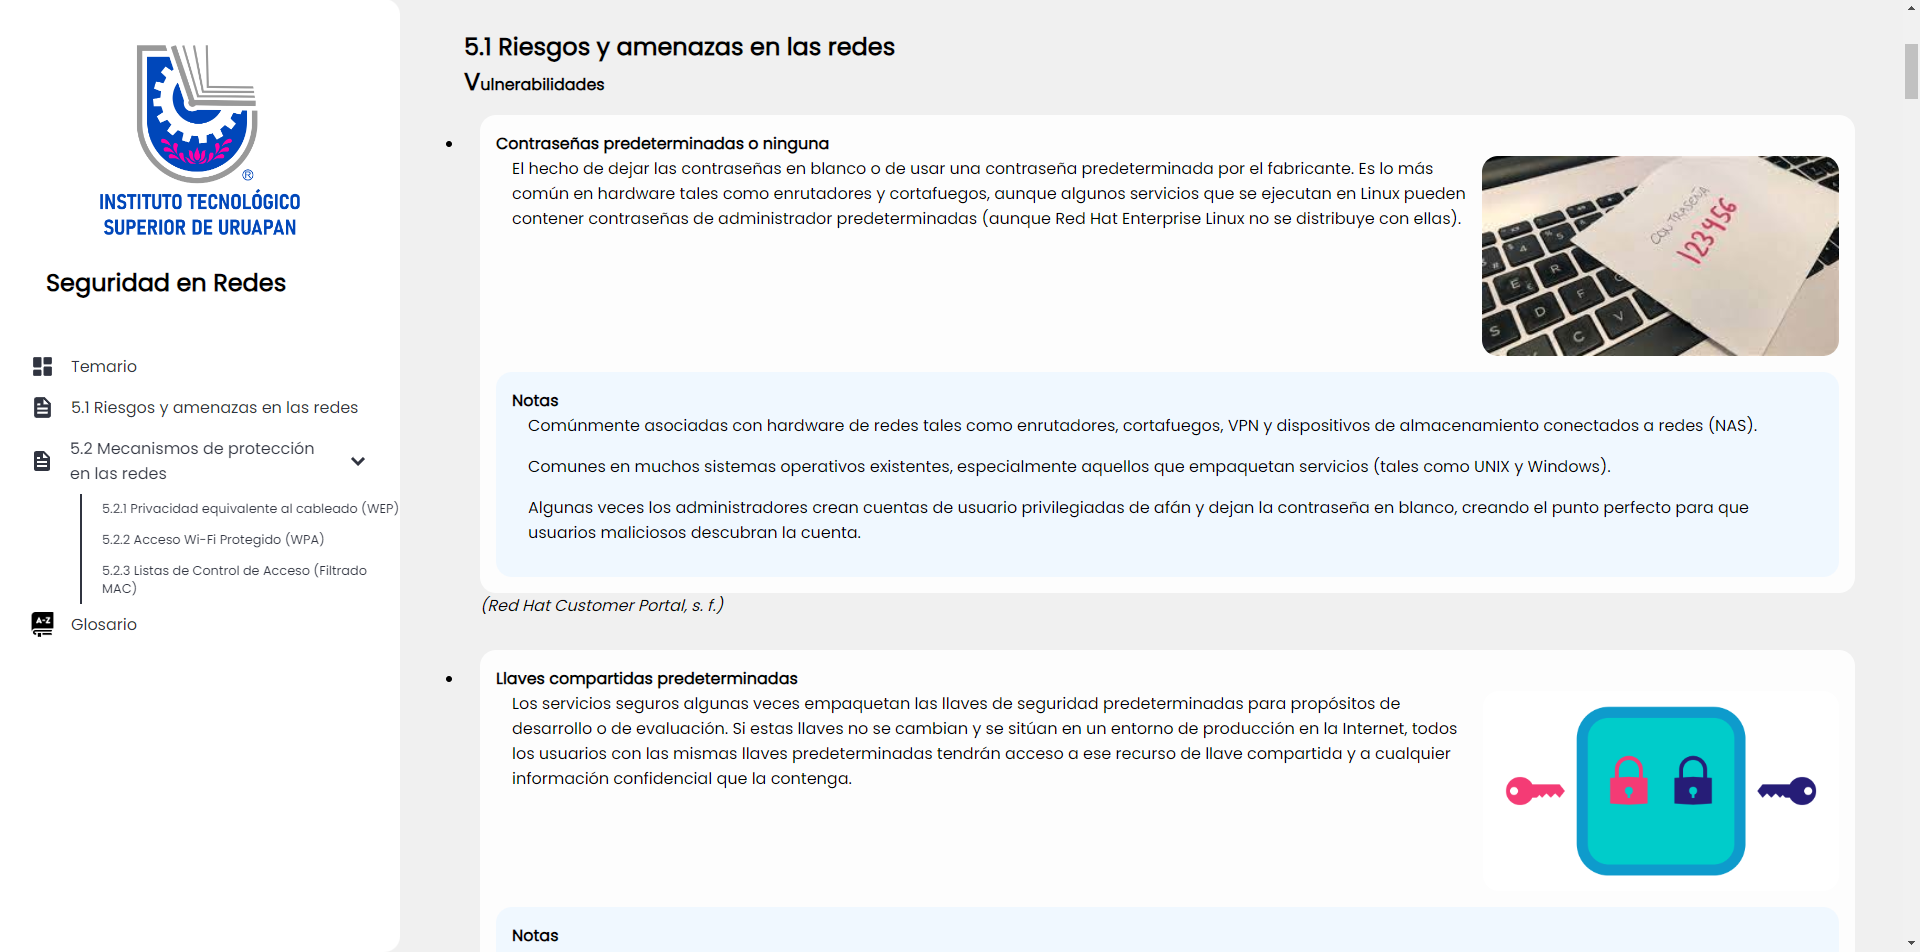 INSTITUTO TECNOLÓGICO
SUPERIOR DE URUAPAN
®
Seguridad en Redes
Temario
5.1 Riesgos y amenazas en las redes
5.2 Mecanismos de protección
en las redes
5.2.1 Privacidad equivalente al cableado (WEP)
5.2.2 Acceso Wi-Fi Protegido (WPA)
5.2.3 Listas de Control de Acceso (Filtrado
MAC)
A-Z
Glosario
5.1 Riesgos y amenazas en las redes
Vulnerabilidades
Contraseñas predeterminadas o ninguna
El hecho de dejar las contraseñas en blanco o de usar una contraseña predeterminada por el fabricante. Es lo más
común en hardware tales como enrutadores y cortafuegos, aunque algunos servicios que se ejecutan en Linux pueden
contener contraseñas de administrador predeterminadas (aunque Red Hat Enterprise Linux no se distribuye con ellas).
CONTRASEÑA
123456
Notas
Comúnmente asociadas con hardware de redes tales como enrutadores, cortafuegos, VPN y dispositivos de almacenamiento conectados a redes (NAS).
Comunes en muchos sistemas operativos existentes, especialmente aquellos que empaquetan servicios (tales como UNIX y Windows).
Algunas veces los administradores crean cuentas de usuario privilegiadas de afán y dejan la contraseña en blanco, creando el punto perfecto para que
usuarios maliciosos descubran la cuenta.
(Red Hat Customer Portal, s. f.)
Llaves compartidas predeterminadas
Los servicios seguros algunas veces empaquetan las llaves de seguridad predeterminadas para propósitos de
desarrollo o de evaluación. Si estas llaves no se cambian y se sitúan en un entorno de producción en la Internet, todos
los usuarios con las mismas llaves predeterminadas tendrán acceso a ese recurso de llave compartida y a cualquier
información confidencial que la contenga.
Notas